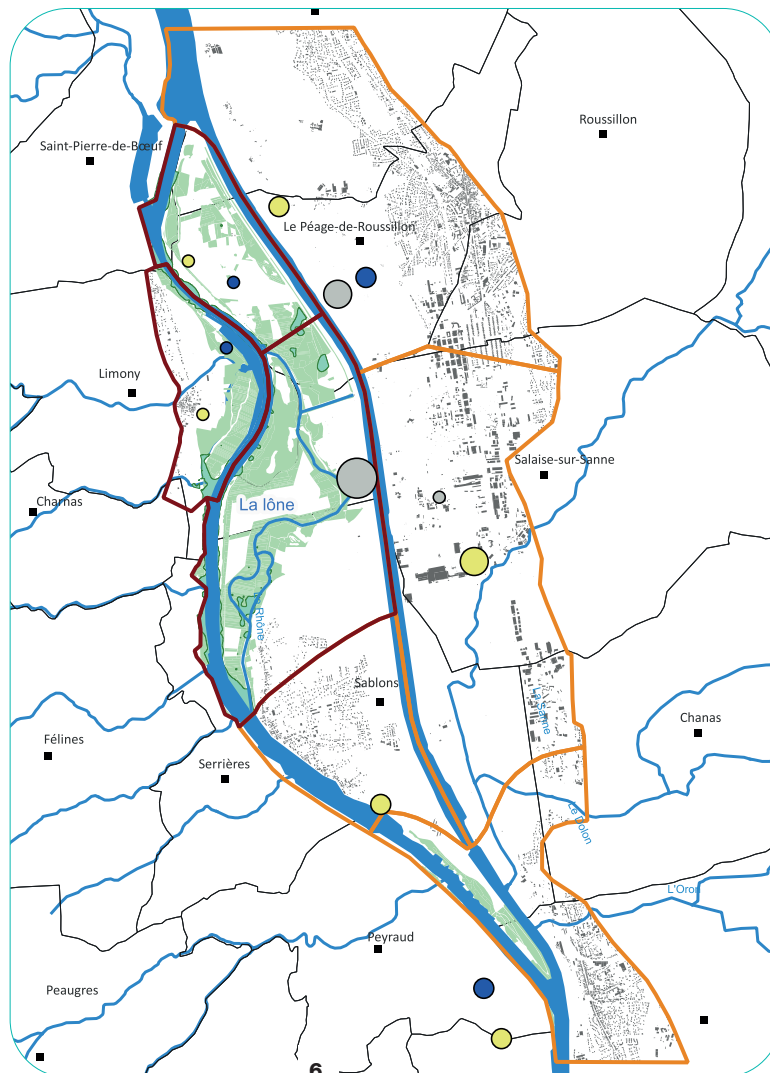 Roussillon
Saint-Pierre-de-Bœuf
Le Péage-de-Roussillon
Limony
Salaise-sur-Sanne
Charnas
La lône
Rhône
Sablons
La Sanne
Chanas
Félines
Serrières
Le Dolon
L'Oron
Peyraud
Peaugres
6